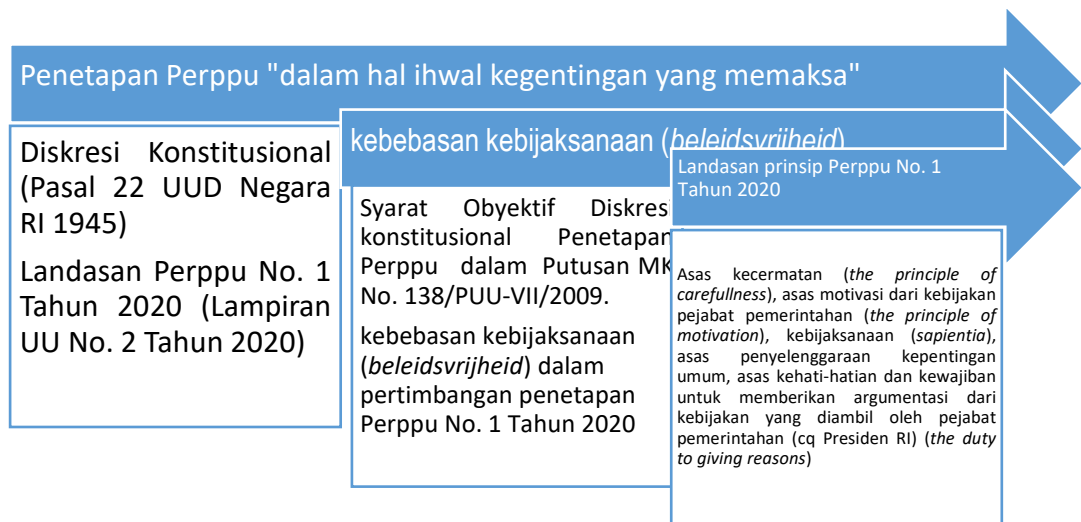 Penetapan Perppu "dalam hal ihwal kegentingan yang memaksa"
Diskresi Konstitusional
(Pasal 22 UUD Negara
RI 1945)
Landasan Perppu No. 1
Tahun 2020 (Lampiran
UU No. 2 Tahun 2020)
kebebasan kebijaksanaan (beleidsvrijheid)
Syarat Obyektif Diskresi
konstitusional Penetapan
Perppu dalam Putusan MK
No. 138/PUU-VII/2009.
kebebasan kebijaksanaan
(beleidsvrijheid) dalam
pertimbangan penetapan
Perppu No. 1 Tahun 2020
Landasan prinsip Perppu No. 1
Tahun 2020
Asas kecermatan (the principle of
carefullness), asas motivasi dari kebijakan
pejabat pemerintahan (the principle of
motivation), kebijaksanaan (sapientia),
asas penyelenggaraan kepentingan
umum, asas kehati-hatian dan kewajiban
untuk memberikan argumentasi dari
kebijakan yang diambil oleh pejabat
pemerintahan (cq Presiden RI) (the duty
to giving reasons)